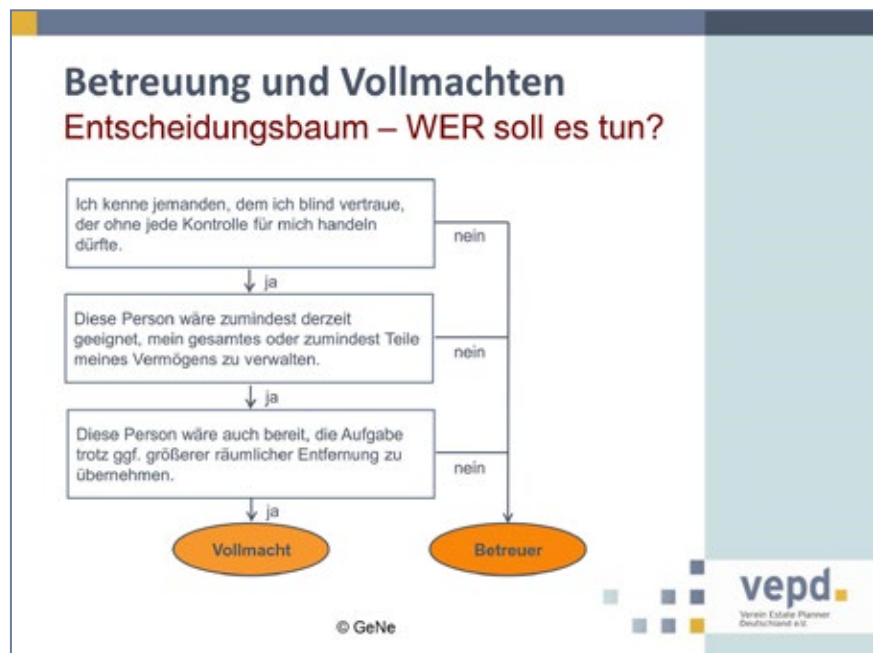 Betreuung und Vollmachten
Entscheidungsbaum – WER soll es tun?
Ich kenne jemanden, dem ich blind vertraue,
der ohne jede Kontrolle für mich handeln
dürfte.
nein
ja
Diese Person wäre zumindest derzeit
geeignet, mein gesamtes oder zumindest Teile
meines Vermögens zu verwalten.
nein
ja
Diese Person wäre auch bereit, die Aufgabe
trotz ggf. größerer räumlicher Entfernung zu
übernehmen.
nein
ja
Vollmacht
Betreuer
vepd.
Verein Estate Planner
Deutschland e.V.
© GeNe